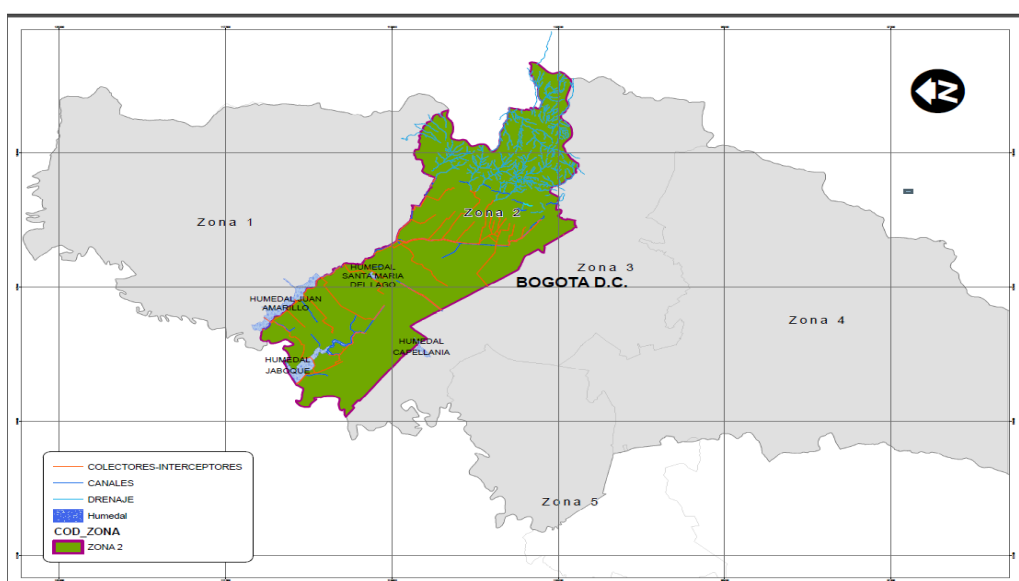 N
Zona 1
Zona 2
HUMEDAL
SANTA MARIA
DEL LAGO
Zona 3
BOGOTA D.C.
HUMEDAL JUAN
AMARILLO
Zona 4
HUMEDAL
CAPELLANIA
HUMEDAL
JABOQUE
Zona 5
COLECTORES-INTERCEPTORES
CANALES
DRENAJE
Humedal
COD_ZONA
ZONA 2